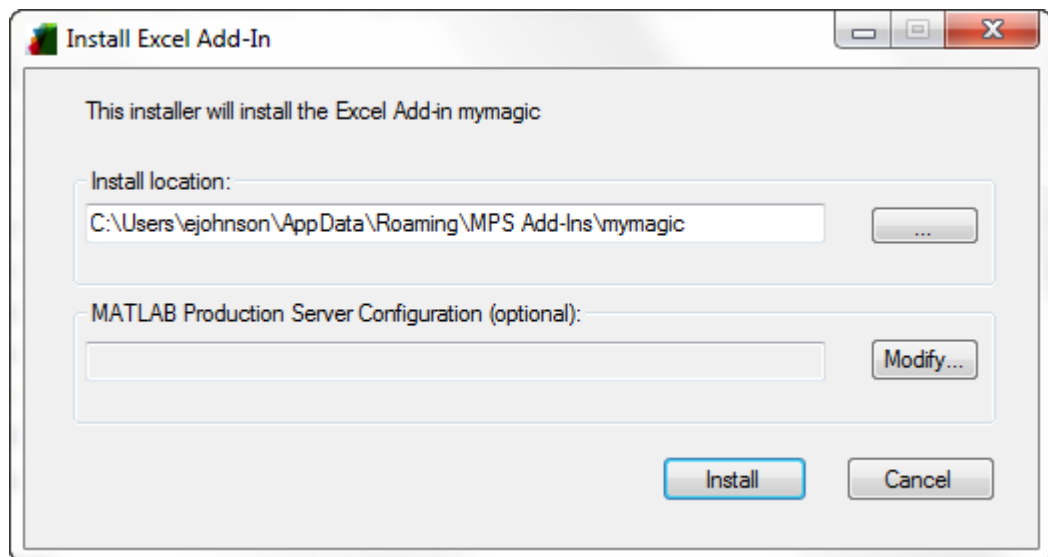 Install Excel Add-In
This installer will install the Excel Add-in mymagic
Install location:
C:\Users\ejohnson\AppData\Roaming\MPS Add-Ins\mymagic
...
MATLAB Production Server Configuration (optional):
Modify...
Install Cancel